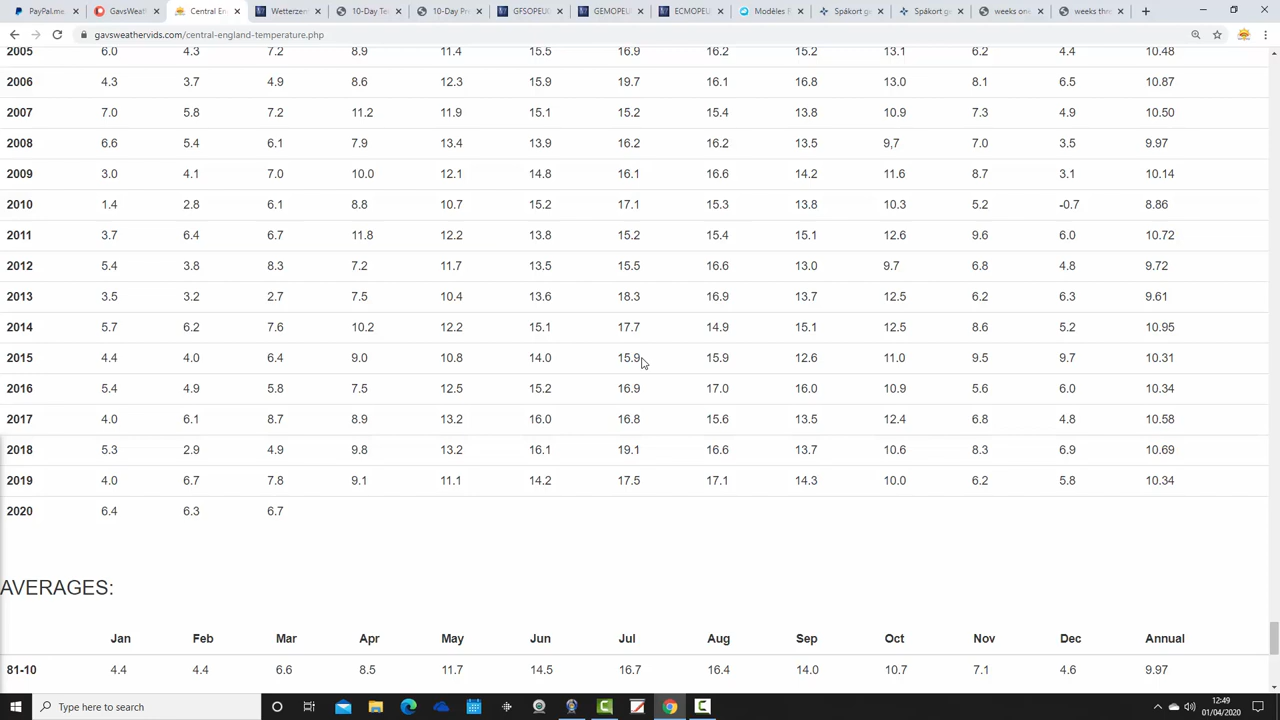 PayPal.me
GavsWeath
Central En
Wetterzen
10-Day Te
10-Day Pr
GFSOPEU
GEMOPEU
ECMOPEU
Modèles
Spåkort g
Spåkort g
weeks one
weeks thr
gavsweathervids.com/central-england-temperature.php
2005 6.0 4.3 7.2 8.9 11.4 15.5 16.9 16.2 15.2 13.1 6.2 4.4 10.48
2006 4.3 3.7 4.9 8.6 12.3 15.9 19.7 16.1 16.8 13.0 8.1 6.5 10.87
2007 7.0 5.8 7.2 11.2 11.9 15.1 15.2 15.4 13.8 10.9 7.3 4.9 10.50
2008 6.6 5.4 6.1 7.9 13.4 13.9 16.2 16.2 13.5 9,7 7.0 3.5 9.97
2009 3.0 4.1 7.0 10.0 12.1 14.8 16.1 16.6 14.2 11.6 8.7 3.1 10.14
2010 1.4 2.8 6.1 8.8 10.7 15.2 17.1 15.3 13.8 10.3 5.2 -0.7 8.86
2011 3.7 6.4 6.7 11.8 12.2 13.8 15.2 15.4 15.1 12.6 9.6 6.0 10.72
2012 5.4 3.8 8.3 7.2 11.7 13.5 15.5 16.6 13.0 9.7 6.8 4.8 9.72
2013 3.5 3.2 2.7 7.5 10.4 13.6 18.3 16.9 13.7 12.5 6.2 6.3 9.61
2014 5.7 6.2 7.6 10.2 12.2 15.1 17.7 14.9 15.1 12.5 8.6 5.2 10.95
2015 4.4 4.0 6.4 9.0 10.8 14.0 15.9 15.9 12.6 11.0 9.5 9.7 10.31
2016 5.4 4.9 5.8 7.5 12.5 15.2 16.9 17.0 16.0 10.9 5.6 6.0 10.34
2017 4.0 6.1 8.7 8.9 13.2 16.0 16.8 15.6 13.5 12.4 6.8 4.8 10.58
2018 5.3 2.9 4.9 9.8 13.2 16.1 19.1 16.6 13.7 10.6 8.3 6.9 10.69
2019 4.0 6.7 7.8 9.1 11.1 14.2 17.5 17.1 14.3 10.0 6.2 5.8 10.34
2020 6.4 6.3 6.7
AVERAGES:
Jan Feb Mar Apr May Jun Jul Aug Sep Oct Nov Dec Annual
81-10 4.4 4.4 6.6 8.5 11.7 14.5 16.7 16.4 14.0 10.7 7.1 4.6 9.97
Type here to search
12:49
01/04/2020